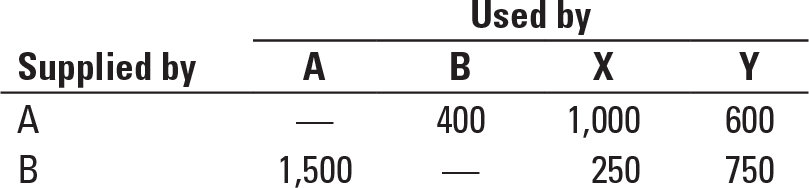 Used by
Supplied by A B X Y
A — 400 1,000 600
B 1,500 — 250 750